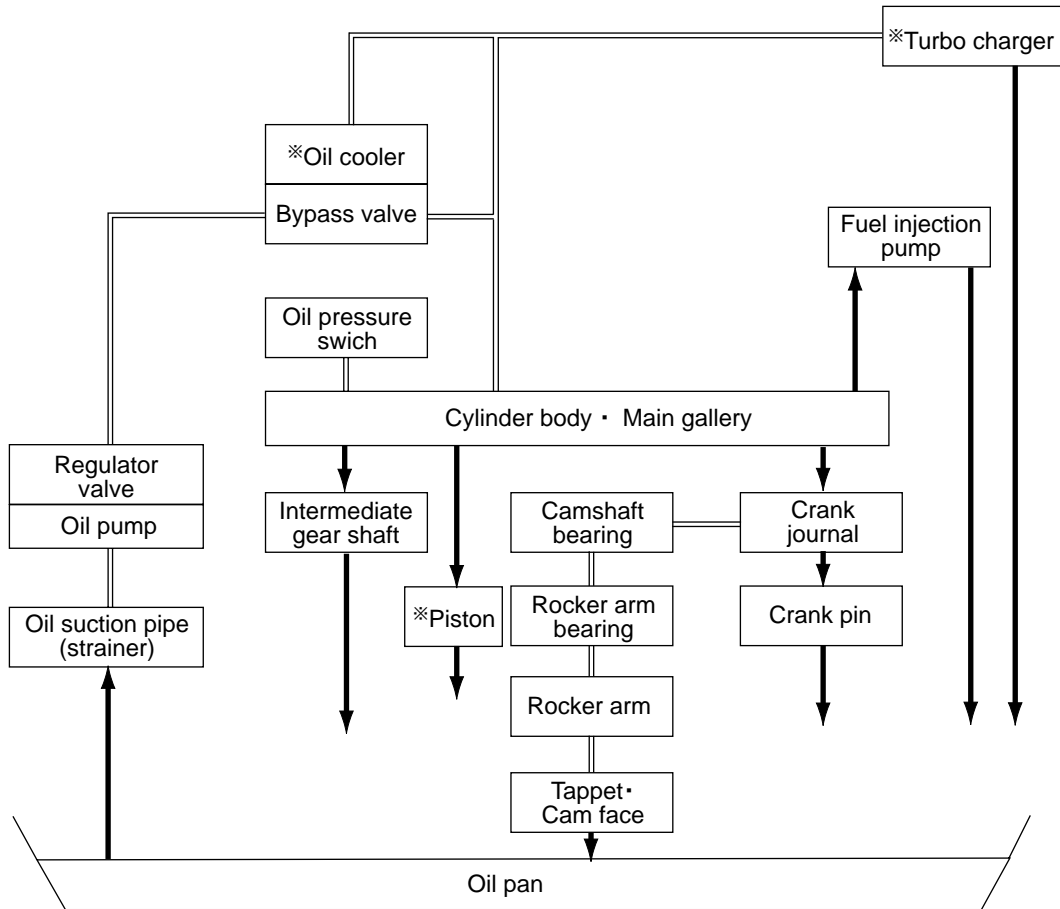 ※Turbo charger
※Oil cooler
Bypass valve
Fuel injection
pump
Oil pressure
swich
Cylinder body・ Main gallery
Regulator
valve
Oil pump
Intermediate
gear shaft
Camshaft
bearing
Crank
journal
Oil suction pipe
(strainer)
※Piston
Rocker arm
bearing
Crank pin
Rocker arm
Tappet・
Cam face
Oil pan